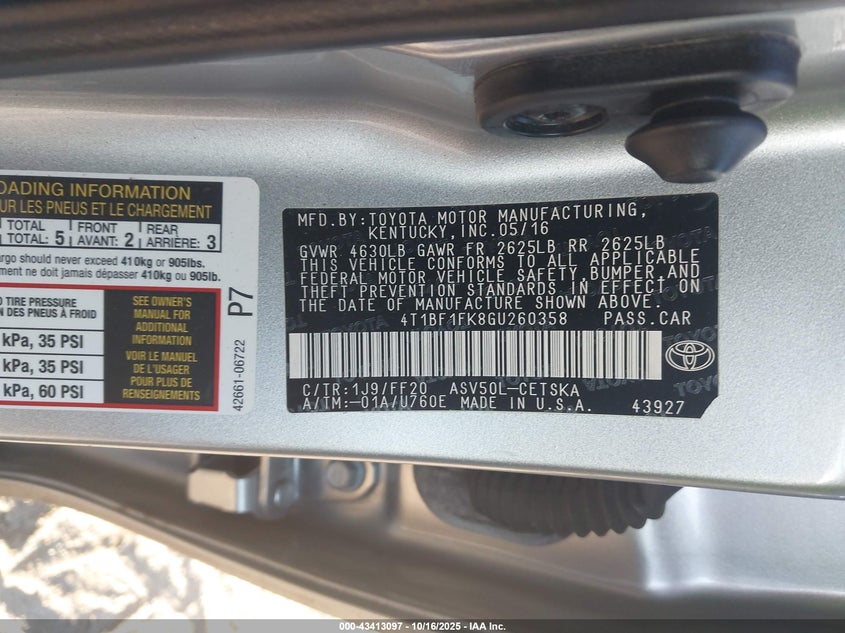 OADING INFORMATION
UR LES PNEUS ET LE CHARGEMENT
TOTAL FRONT REAR
TOTAL: 5 AVANT: 2 ARRIÈRE: 3
argo should never exceed 410kg or 905lbs.
ement ne doit jamais dépasser 410kg ou 905lb.
D TIRE PRESSURE
N DES PNEUS À FROID
kPa, 35 PSI
kPa, 35 PSI
kPa, 60 PSI
SEE OWNER'S
MANUAL FOR
ADDITIONAL
INFORMATION
VOIR LE MANUEL
DE L'USAGER
POUR PLUS DE
RENSEIGNEMENTS
P7
42661-06722
MFD.BY:TOYOTA MOTOR MANUFACTURING,
KENTUCKY, INC.05/16
GVWR 4630LB GAWR FR 2625LB RR 2625LB
THIS VEHICLE CONFORMS TO ALL APPLICABLE
FEDERAL MOTOR VEHICLE SAFETY,BUMPER,AND
THEFT PREVENTION STANDARDS IN EFFECT ON
THE DATE OF MANUFACTURE SHOWN ABOVE.
4T1BF1FK8GU260358 PASS.CAR
TOYOTA
C/TR:1J9/FF20 ASV50L-CETSKA
A/TM:-01A/U760E MADE IN U.S.A. 43927
000-43413097 - 10/16/2025 - IAA Inc.